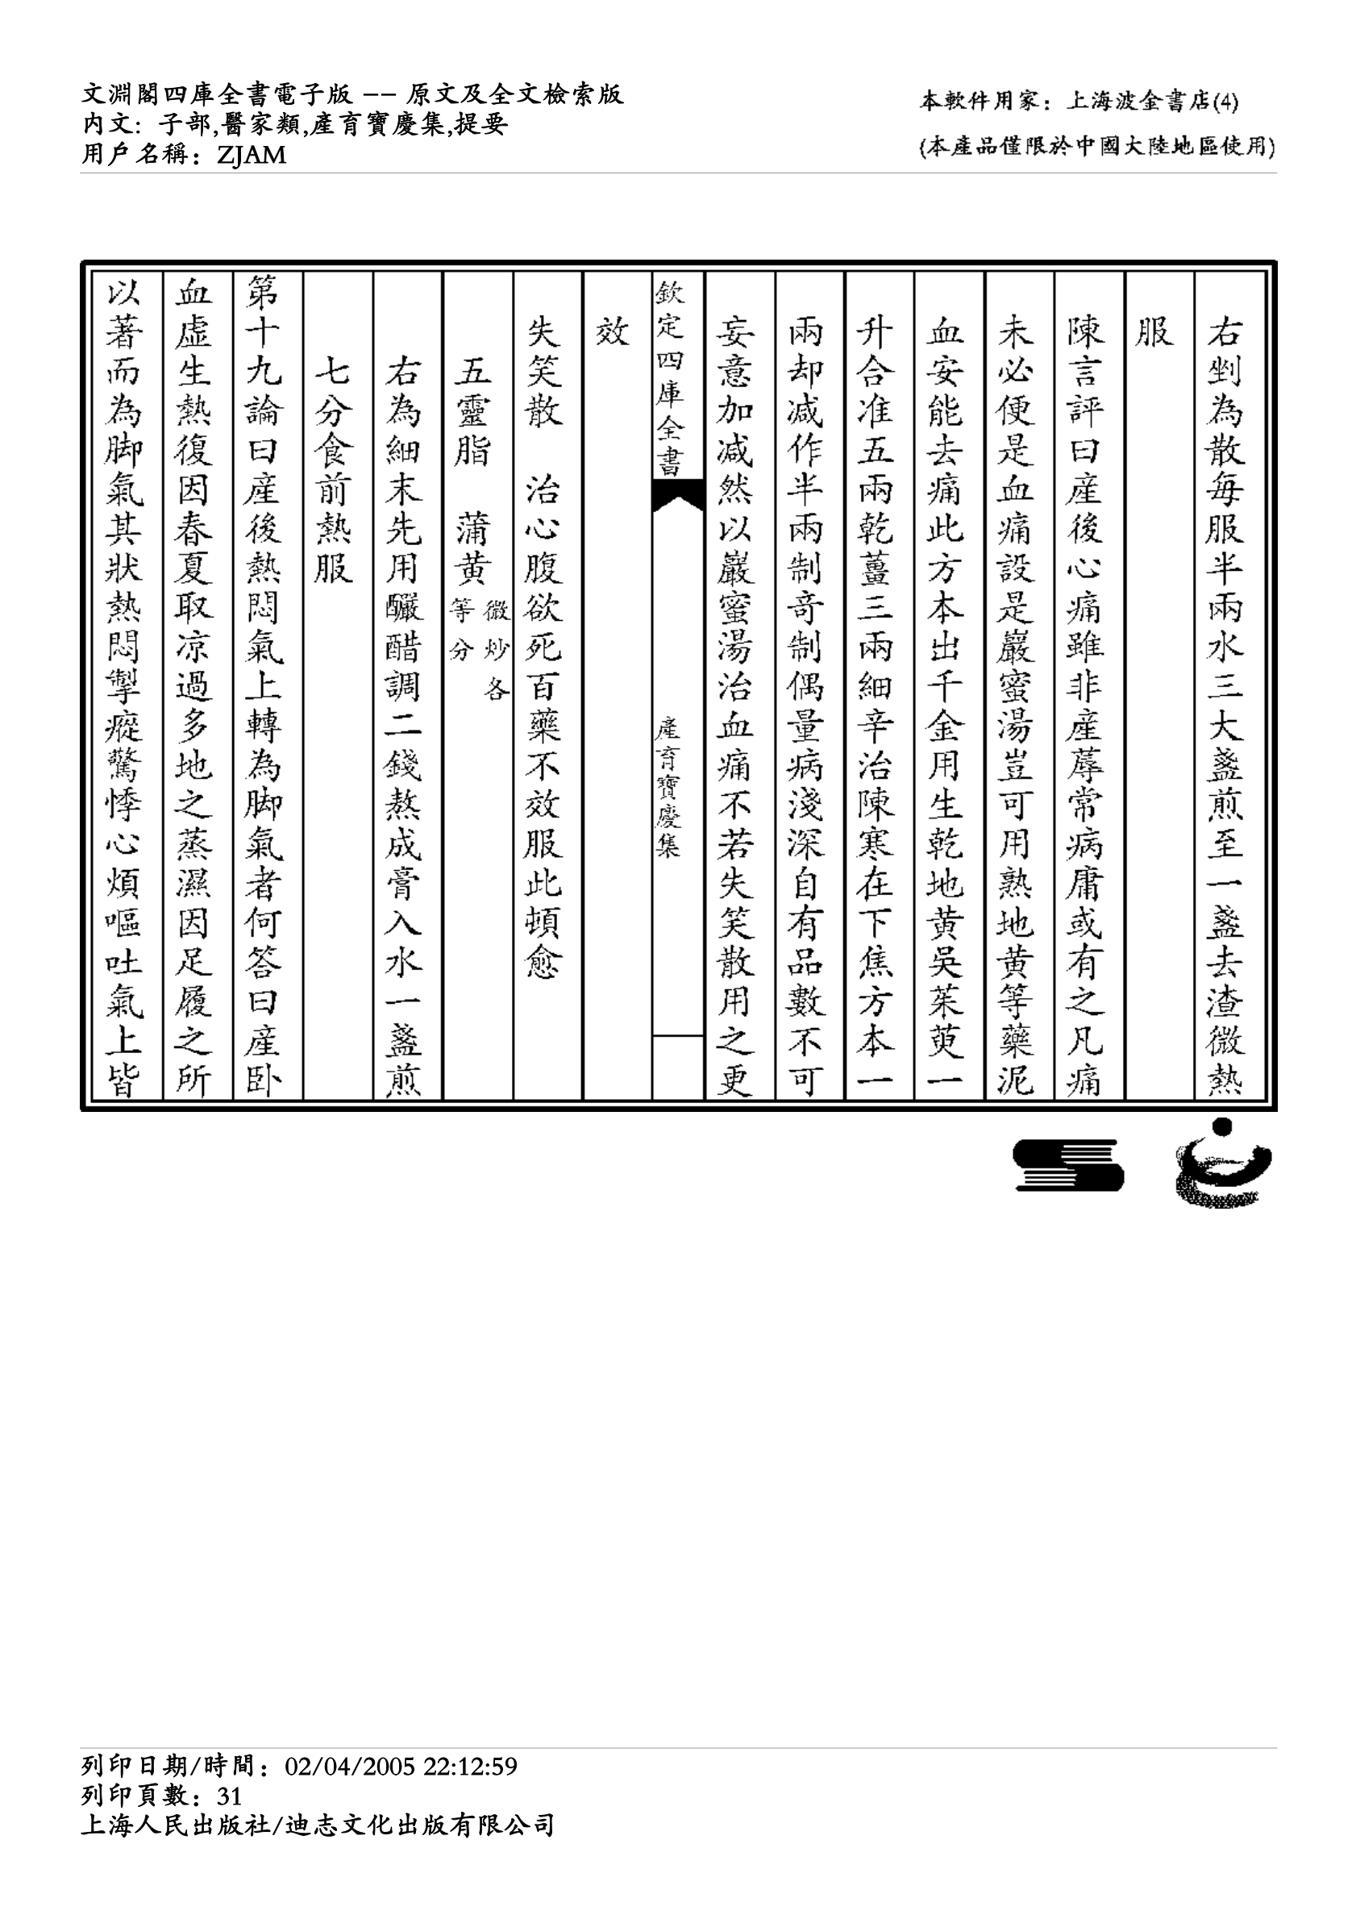 文淵閣四庫全書電子版 -- 原文及全文檢索版
内文: 子部,醫家類,產育寶慶集,提要
用戶名稱: ZJAM
本軟件用家: 上海波金書店(4)
(本產品僅限於中國大陸地區使用)
右剉為散每服半兩水三大盞煎至一盞去渣微熱
服
陳言評曰產後心痛雖非產蓐常病庸或有之凡痛
未必便是血痛設是巖蜜湯豈可用熟地黄等藥泥
血安能去痛此方本出千金用生乾地黄吳茱萸一
升合准五兩乾薑三兩細辛治陳寒在下焦方本一
兩却减作半兩制竒制偶量病淺深自有品數不可
妄意加减然以巖蜜湯治血痛不若失笑散用之更
欽定四庫全書
產育寶慶集
效
失笑散 治心腹欲死百藥不效服此頓愈
五靈脂 蒲黄微炒各等分
右為細末先用釅醋調二錢熬成膏入水一盞煎
七分食前熱服
第十九論曰產後熱悶氣上轉為脚氣者何答曰產卧
血虚生熱復因春夏取凉過多地之蒸濕因足履之所
以著而為脚氣其狀熱悶掣瘲驚悸心煩嘔吐氣上皆
列印日期/時間: 02/04/2005 22:12:59
列印頁數: 31
上海人民出版社/迪志文化出版有限公司